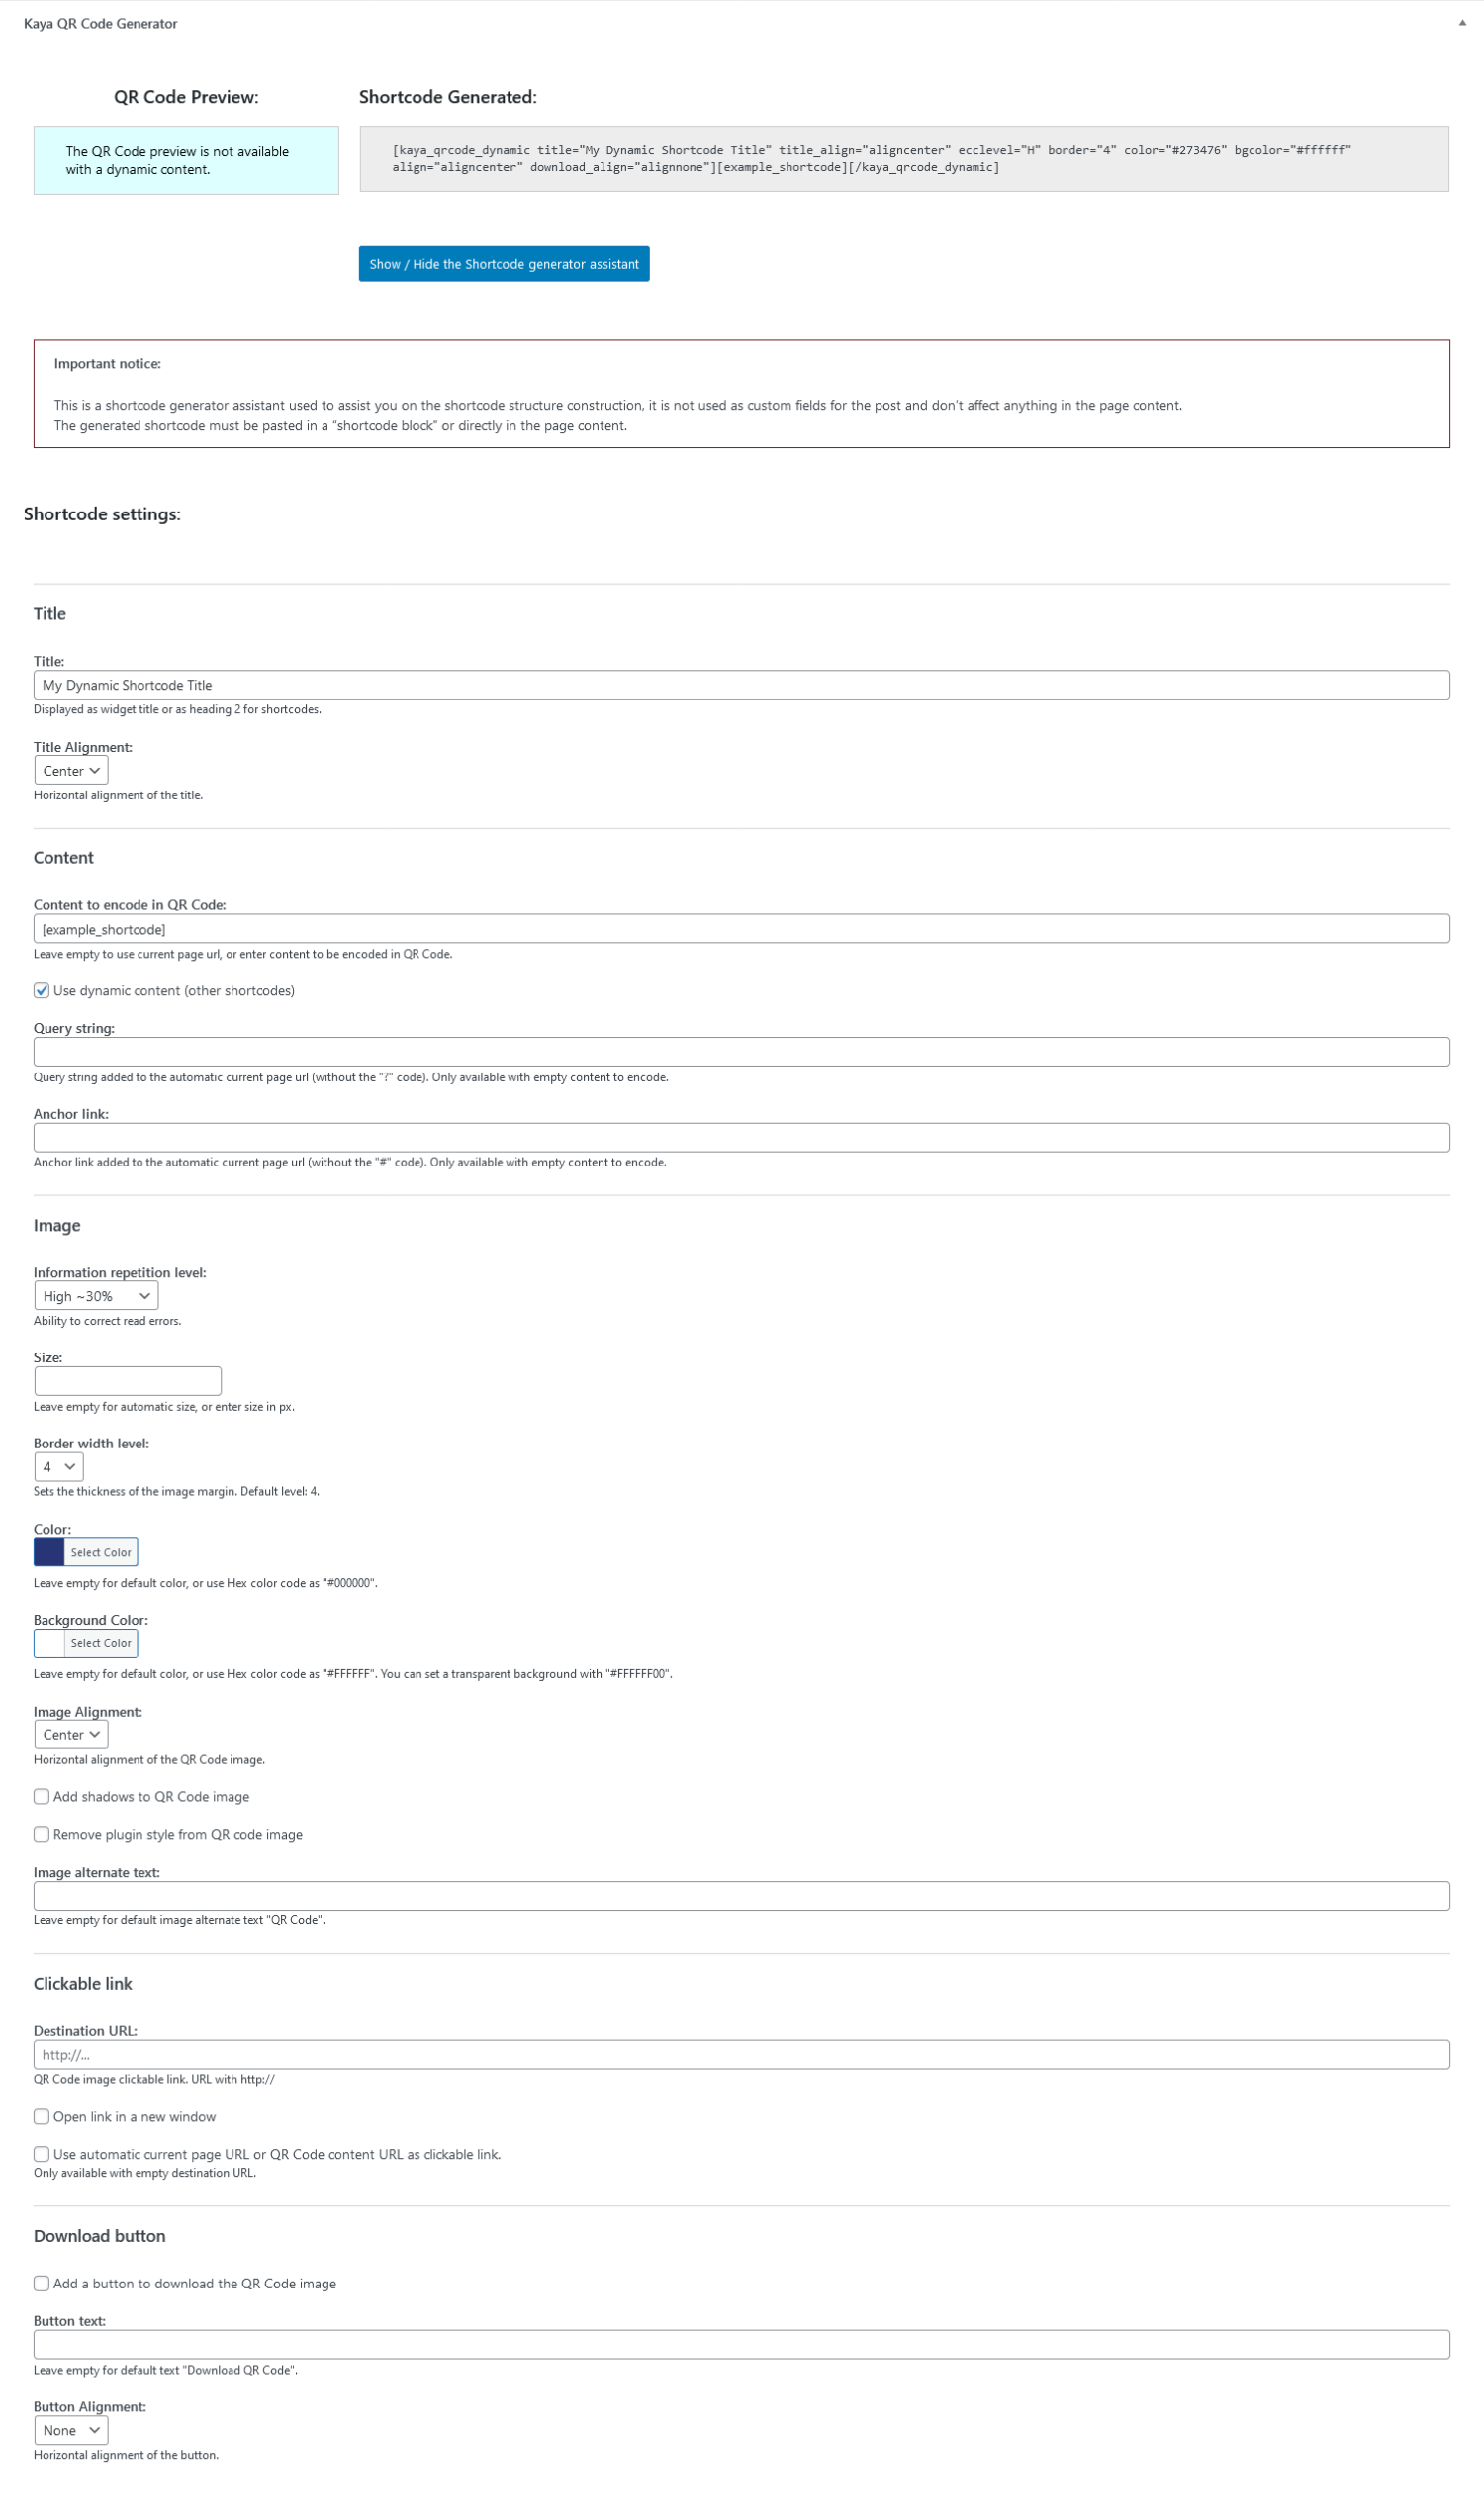 Kaya QR Code Generator
QR Code Preview:
The QR Code preview is not available
with a dynamic content.
Shortcode Generated:
[kaya_qrcode_dynamic title="My Dynamic Shortcode Title" title_align="aligncenter" ecclevel="H" border="4" color="#273476" bgcolor="#ffffff"
align="aligncenter" download_align="alignnone"][example_shortcode][/kaya_qrcode_dynamic]
Show / Hide the Shortcode generator assistant
Important notice:
This is a shortcode generator assistant used to assist you on the shortcode structure construction, it is not used as custom fields for the post and don’t affect anything in the page content.
The generated shortcode must be pasted in a “shortcode block” or directly in the page content.
Shortcode settings:
Title
Title:
My Dynamic Shortcode Title
Displayed as widget title or as heading 2 for shortcodes.
Title Alignment:
Center
Horizontal alignment of the title.
Content
Content to encode in QR Code:
[example_shortcode]
Leave empty to use current page url, or enter content to be encoded in QR Code.
Use dynamic content (other shortcodes)
Query string:
Query string added to the automatic current page url (without the "?" code). Only available with empty content to encode.
Anchor link:
Anchor link added to the automatic current page url (without the "#" code). Only available with empty content to encode.
Image
Information repetition level:
High ~30%
Ability to correct read errors.
Size:
Leave empty for automatic size, or enter size in px.
Border width level:
4
Sets the thickness of the image margin. Default level: 4.
Color:
Select Color
Leave empty for default color, or use Hex color code as "#000000".
Background Color:
Select Color
Leave empty for default color, or use Hex color code as "#FFFFFF". You can set a transparent background with "#FFFFFF00".
Image Alignment:
Center
Horizontal alignment of the QR Code image.
Add shadows to QR Code image
Remove plugin style from QR code image
Image alternate text:
Leave empty for default image alternate text "QR Code".
Clickable link
Destination URL:
http://...
QR Code image clickable link. URL with http://
Open link in a new window
Use automatic current page URL or QR Code content URL as clickable link.
Only available with empty destination URL.
Download button
Add a button to download the QR Code image
Button text:
Leave empty for default text "Download QR Code".
Button Alignment:
None
Horizontal alignment of the button.